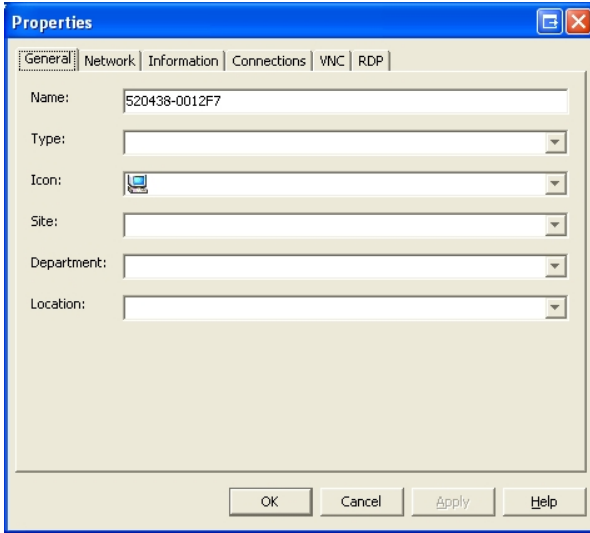 Properties
General Network Information Connections VNC RDP
Name: 520438-0012F7
Type:
Icon:
Site:
Department:
Location:
OK Cancel Apply Help